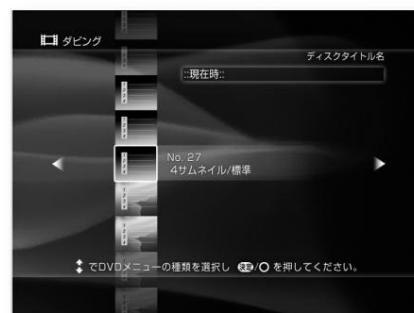 ダビング
ディスクタイトル名
::現在時::
No. 27
4サムネイル/標準
でDVDメニューの種類を選択し 決定/○ を押してください。